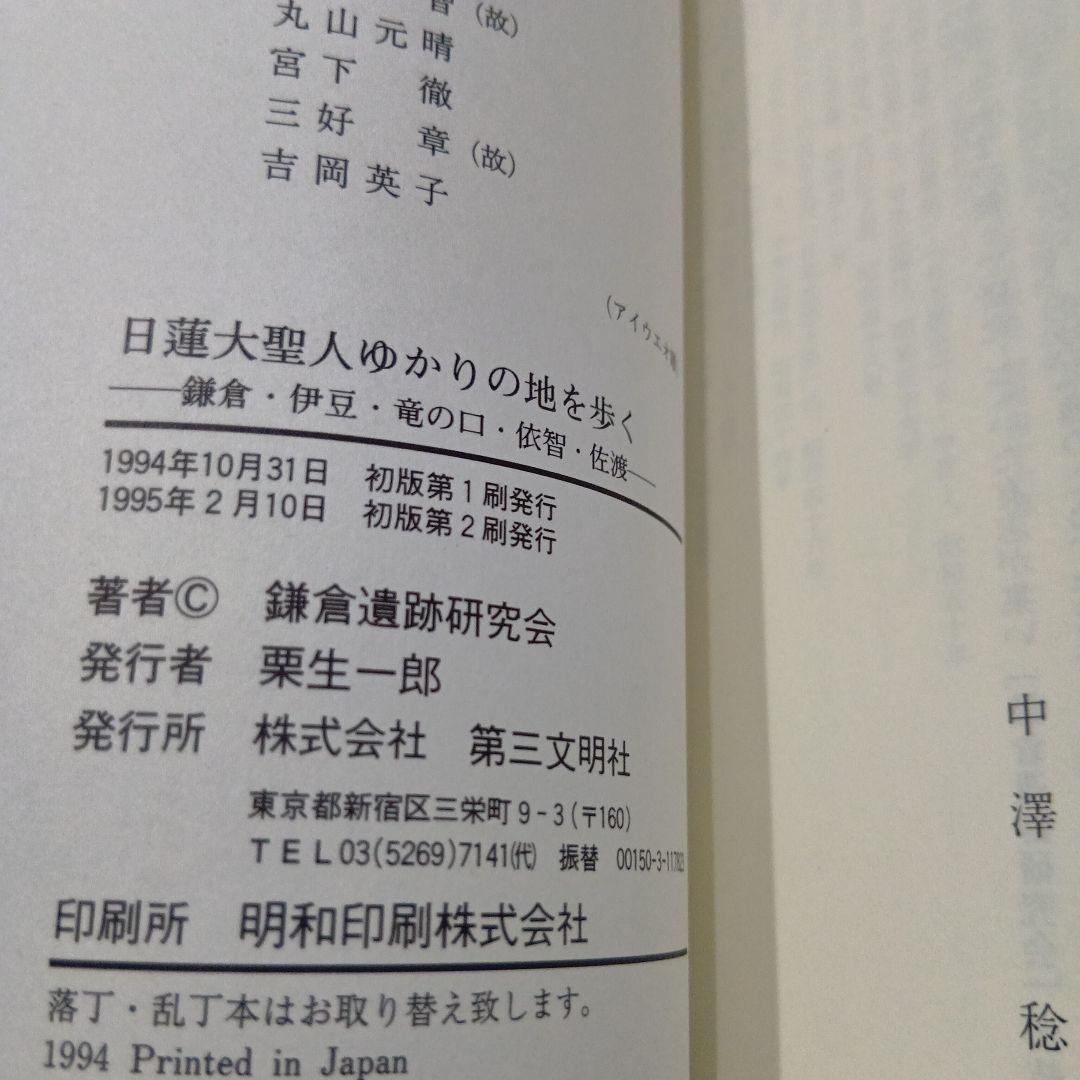 (故)
丸山元晴
宮下 徹
三好 章(故)
吉岡英子
(アイウエオ順
日蓮大聖人ゆかりの地を歩く
——鎌倉・伊豆・竜の口・依智・佐渡——
1994年10月31日 初版第1刷発行
1995年2月10日 初版第2刷発行
著者© 鎌倉遺跡研究会
発行者 栗生一郎
発行所 株式会社 第三文明社
東京都新宿区三栄町9-3(〒160)
TEL03(5269)7141(代) 振替 00150-3-117823
印刷所 明和印刷株式会社
落丁・乱丁本はお取り替え致します。
1994 Printed in Japan
中澤 稔